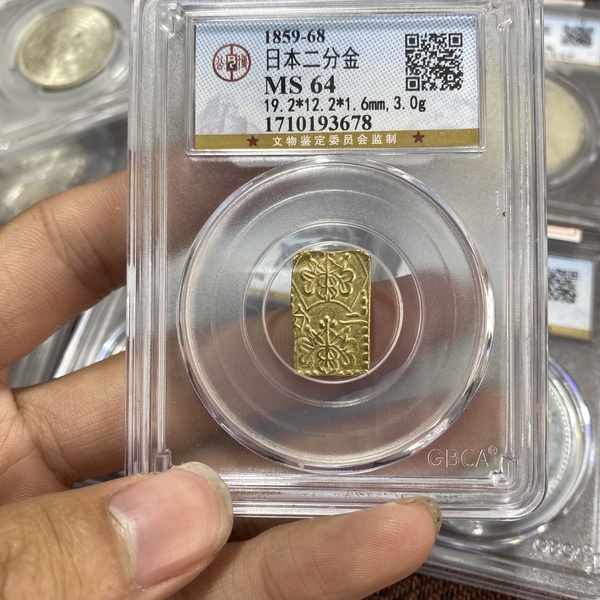 1859-68
日本二分金
MS 64
19.2*12.2*1.6mm, 3.0g
1710193678
★ 文物鉴定委员会监制 ★
GBCA®